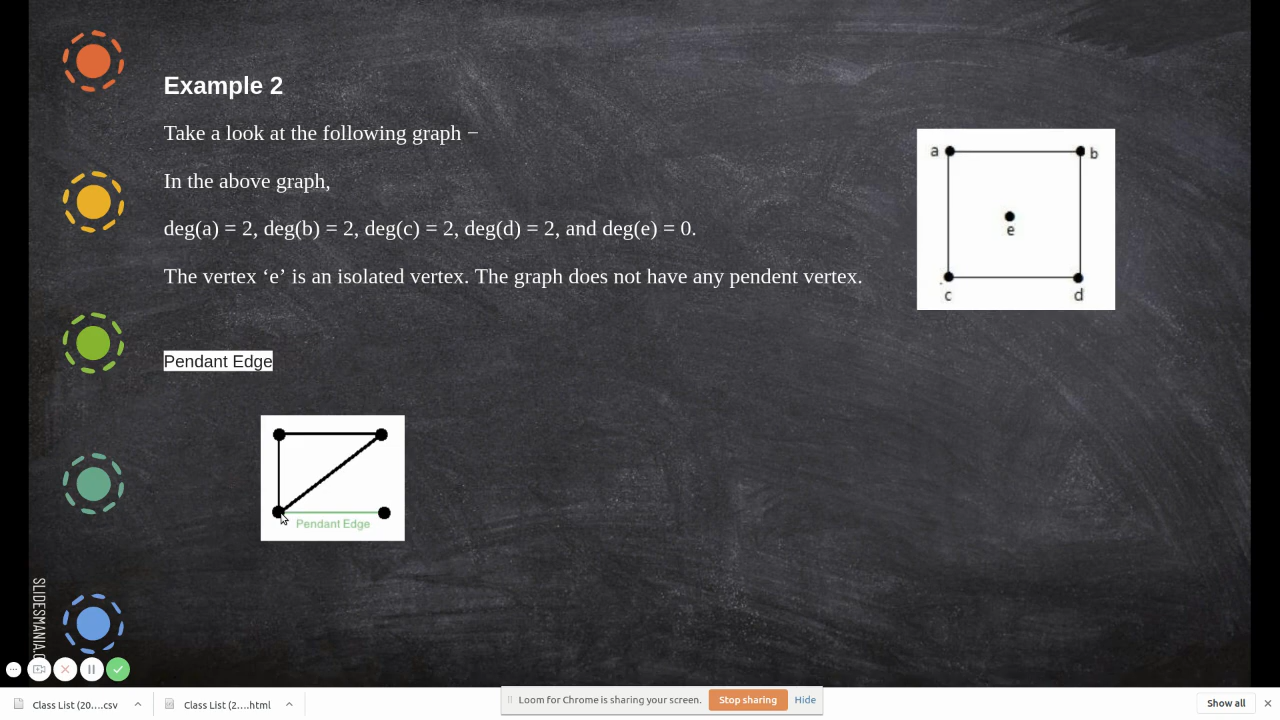 Example 2
Take a look at the following graph −
In the above graph,
deg(a) = 2, deg(b) = 2, deg(c) = 2, deg(d) = 2, and deg(e) = 0.
The vertex ‘e’ is an isolated vertex. The graph does not have any pendent vertex.
a
b
e
c
d
Pendant Edge
Pendant Edge
Class List (20....csv
Class List (2....html
Loom for Chrome is sharing your screen.
Stop sharing
Hide
Show all